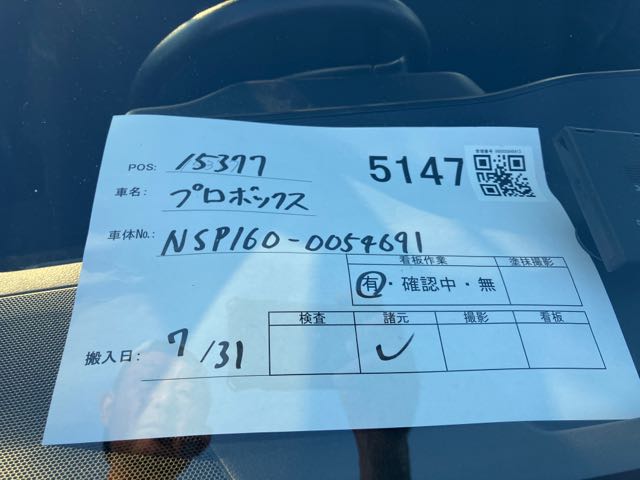 POS: 15377
5147
車名: プロボックス
車体No.: NSP160-0054691
看板作業 塗抹撮影
有・確認中・無
検査 諸元 撮影 看板
搬入日: 7/31 ✓